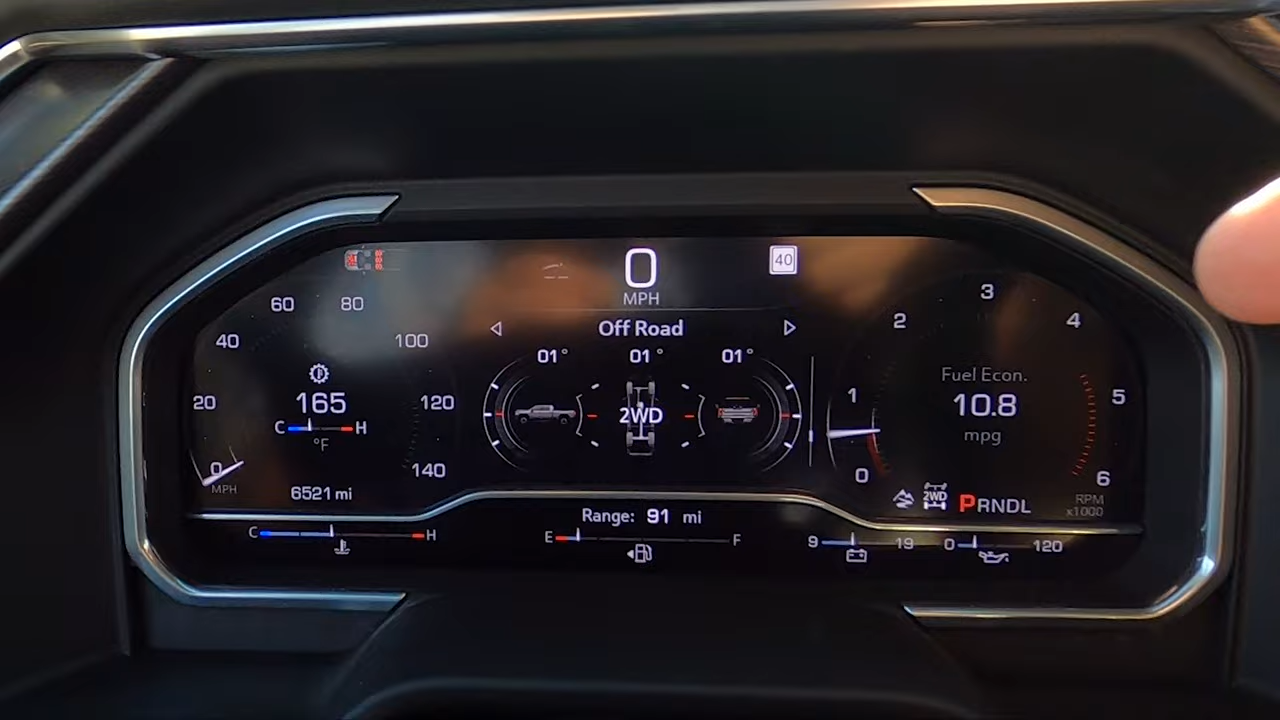 0
40
MPH
60 80
40 100
20 120
0 140
MPH
165
C H
°F
6521 mi
Off Road
01° 01° 01°
2WD
3
2 4
1 5
0 6
Fuel Econ.
10.8
mpg
2WD PRNDL
RPM
x1000
Range: 91 mi
C H
E F
9 19
0 120